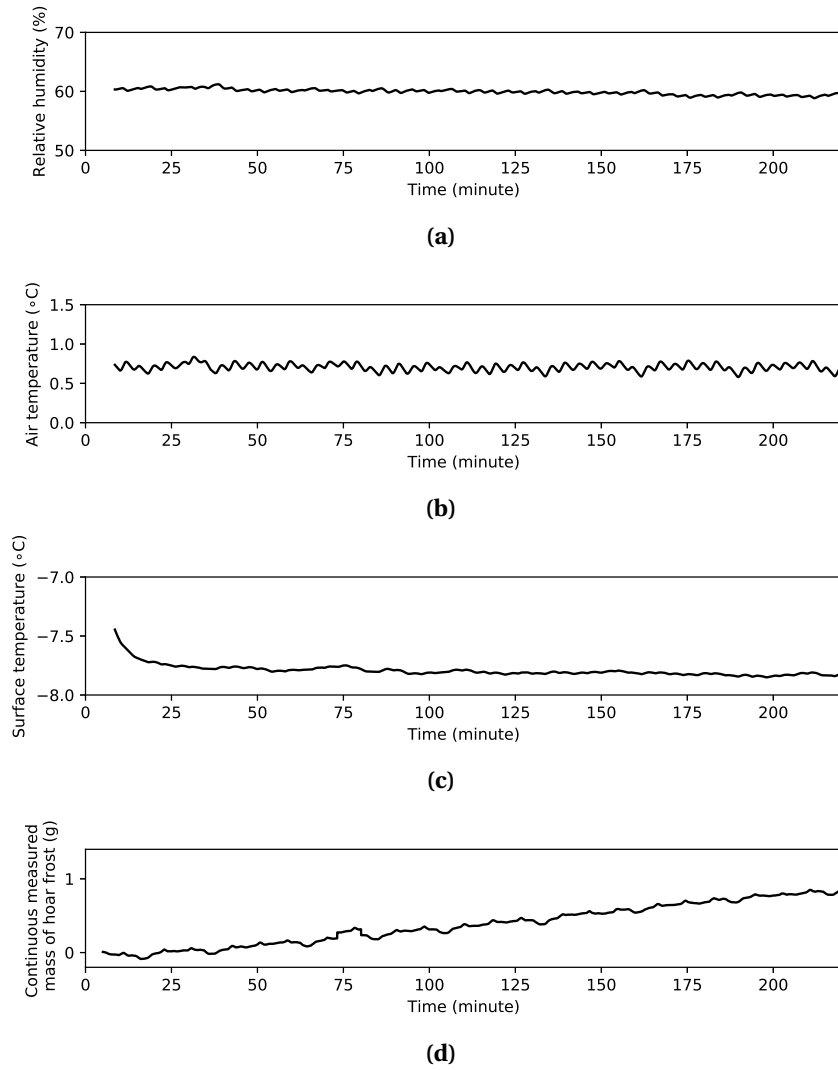 Relative humidity (%)
70
60
50
0 25 50 75 100 125 150 175 200
Time (minute)
(a)
Air temperature (∘C)
1.5
1.0
0.5
0.0
0 25 50 75 100 125 150 175 200
Time (minute)
(b)
Surface temperature (∘C)
−7.0
−7.5
−8.0
0 25 50 75 100 125 150 175 200
Time (minute)
(c)
Continuous measured
mass of hoar frost (g)
1
0
0 25 50 75 100 125 150 175 200
Time (minute)
(d)